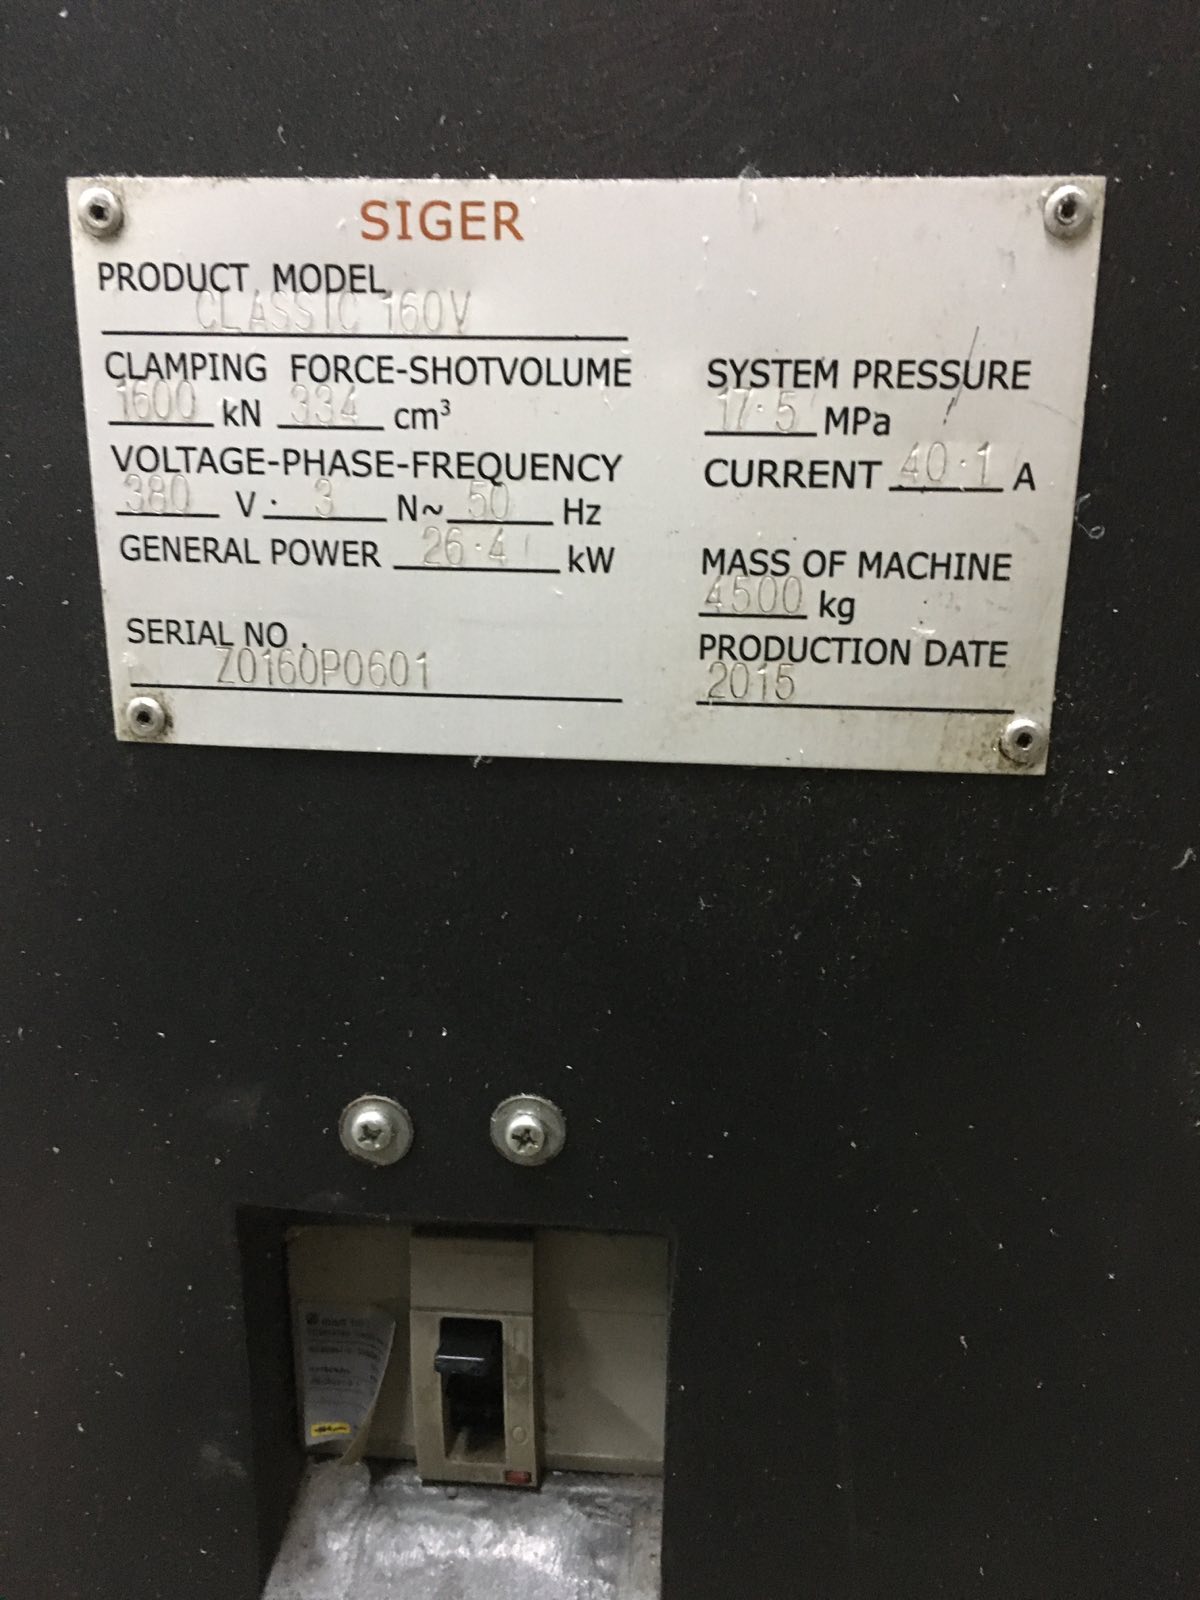 SIGER
PRODUCT MODEL
CLASSIC 160V
CLAMPING FORCE-SHOTVOLUME
1600 kN 334 cm³
VOLTAGE-PHASE-FREQUENCY
380 V· 3 N~ 50 Hz
GENERAL POWER 26·4 kW
SERIAL NO.
Z0160P0601
SYSTEM PRESSURE
17·5 MPa
CURRENT 40·1 A
MASS OF MACHINE
4500 kg
PRODUCTION DATE
2015